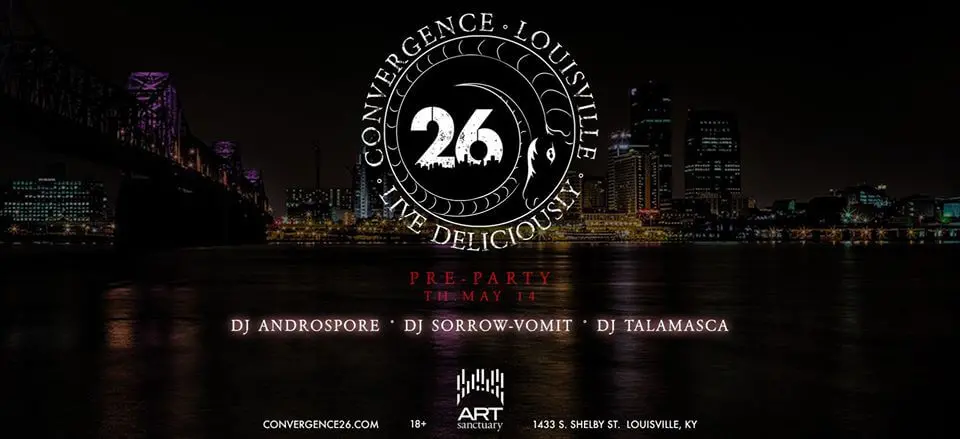 CONVERGENCE • LOUISVILLE
26
• LIVE DELICIOUSLY •
PRE-PARTY
TH. MAY 14
DJ ANDROSPORE • DJ SORROW-VOMIT • DJ TALAMASCA
ART
sanctuary
CONVERGENCE26.COM 18+ 1433 S. SHELBY ST. LOUISVILLE, KY